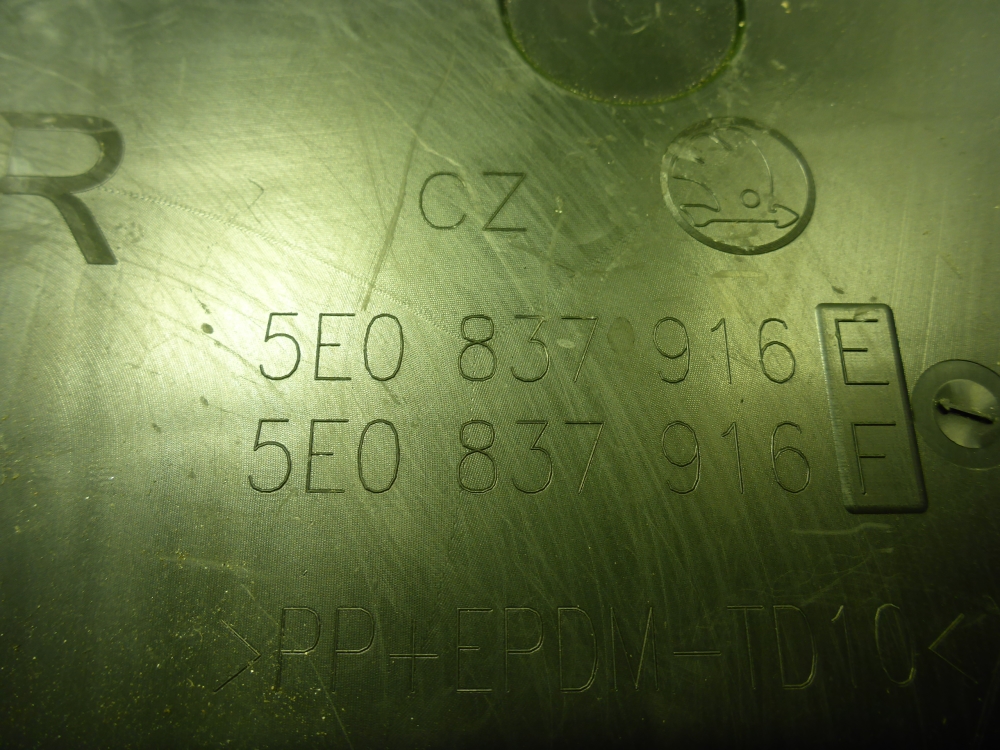 R
CZ
5E0 837 916 E
5E0 837 916 F
>PP+EPDM-TD10<